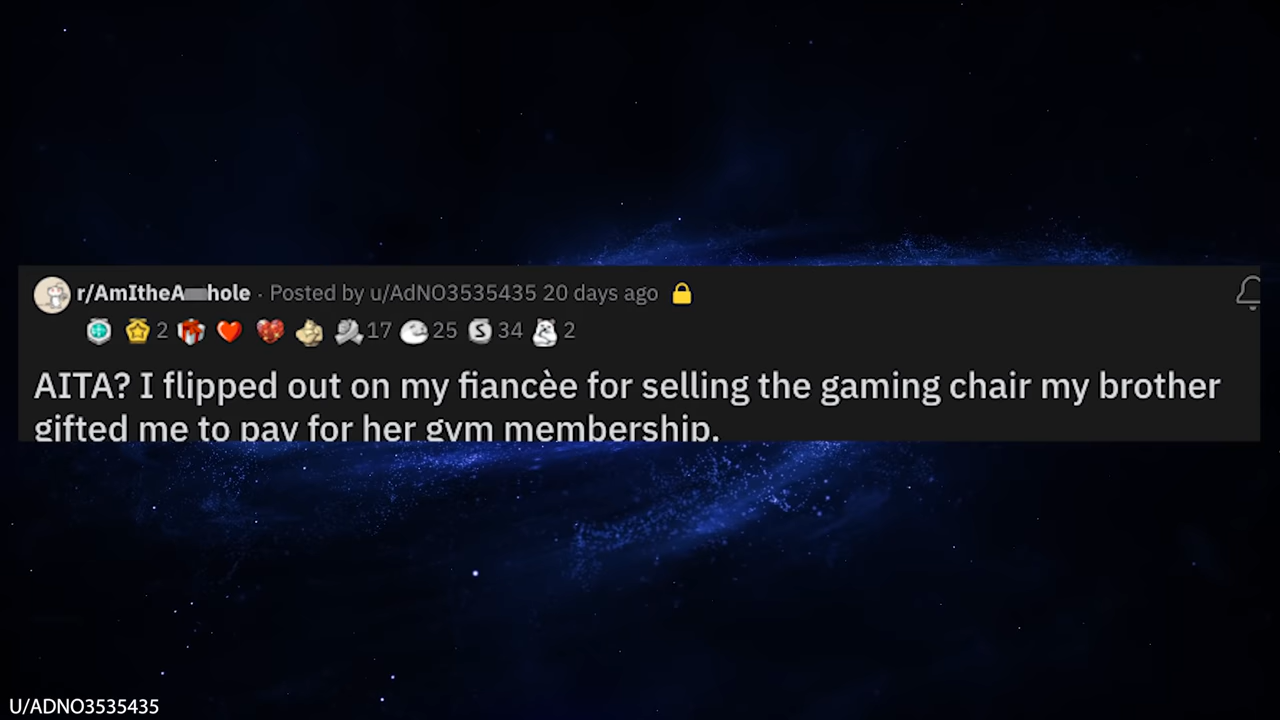 r/AmItheA hole · Posted by u/AdNO3535435 20 days ago
2 17 25 34 2
AITA? I flipped out on my fiancèe for selling the gaming chair my brother
gifted me to pay for her gym membership.
U/ADNO3535435